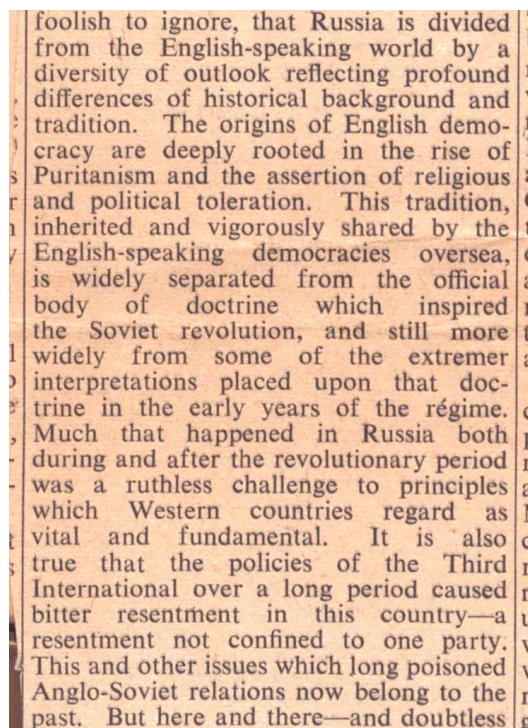 foolish to ignore, that Russia is divided
from the English-speaking world by a
diversity of outlook reflecting profound
differences of historical background and
tradition. The origins of English demo-
cracy are deeply rooted in the rise of
Puritanism and the assertion of religious
and political toleration. This tradition,
inherited and vigorously shared by the
English-speaking democracies oversea,
is widely separated from the official
body of doctrine which inspired
the Soviet revolution, and still more
widely from some of the extremer
interpretations placed upon that doc-
trine in the early years of the régime.
Much that happened in Russia both
during and after the revolutionary period
was a ruthless challenge to principles
which Western countries regard as
vital and fundamental. It is also
true that the policies of the Third
International over a long period caused
bitter resentment in this country—a
resentment not confined to one party.
This and other issues which long poisoned
Anglo-Soviet relations now belong to the
past. But here and there—and doubtless